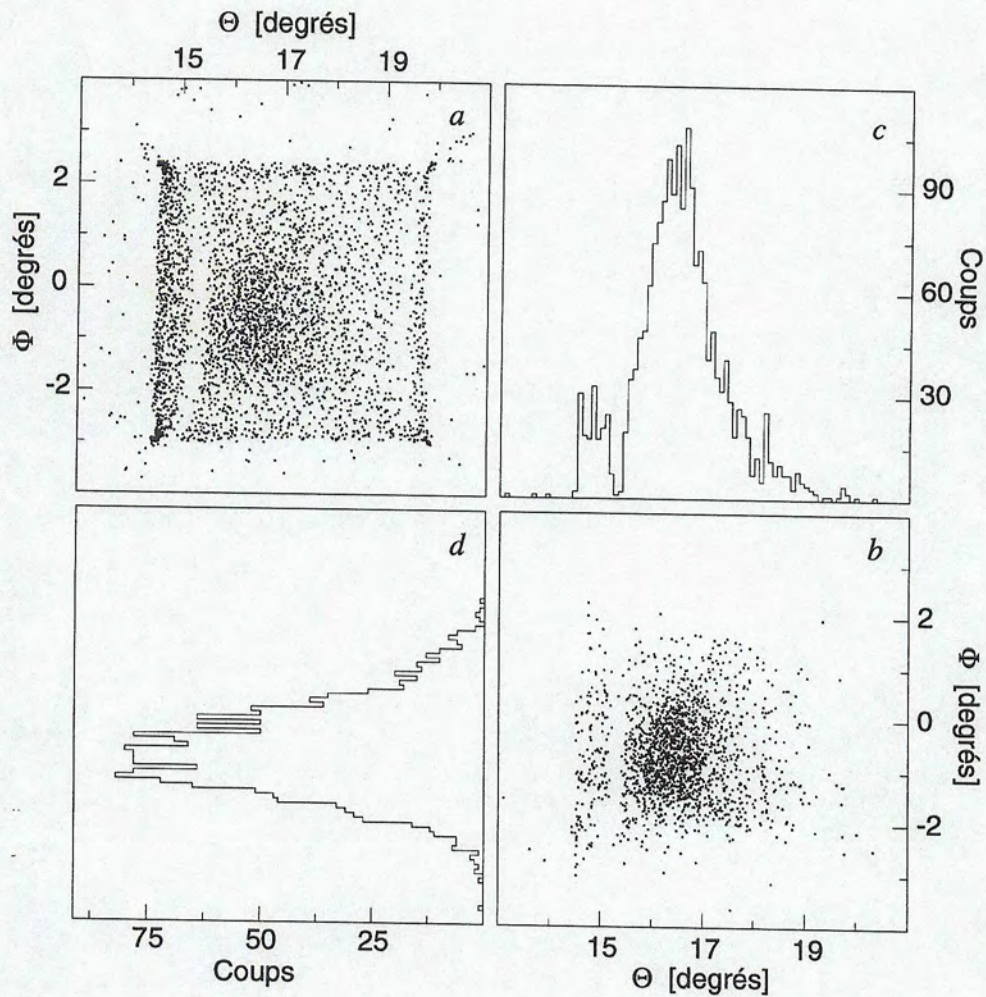 Θ [degrés]
15 17 19
a
2
0
-2
Φ [degrés]
c
90
60
30
Coups
d
75 50 25
Coups
b
2
0
-2
Φ [degrés]
15 17 19
Θ [degrés]